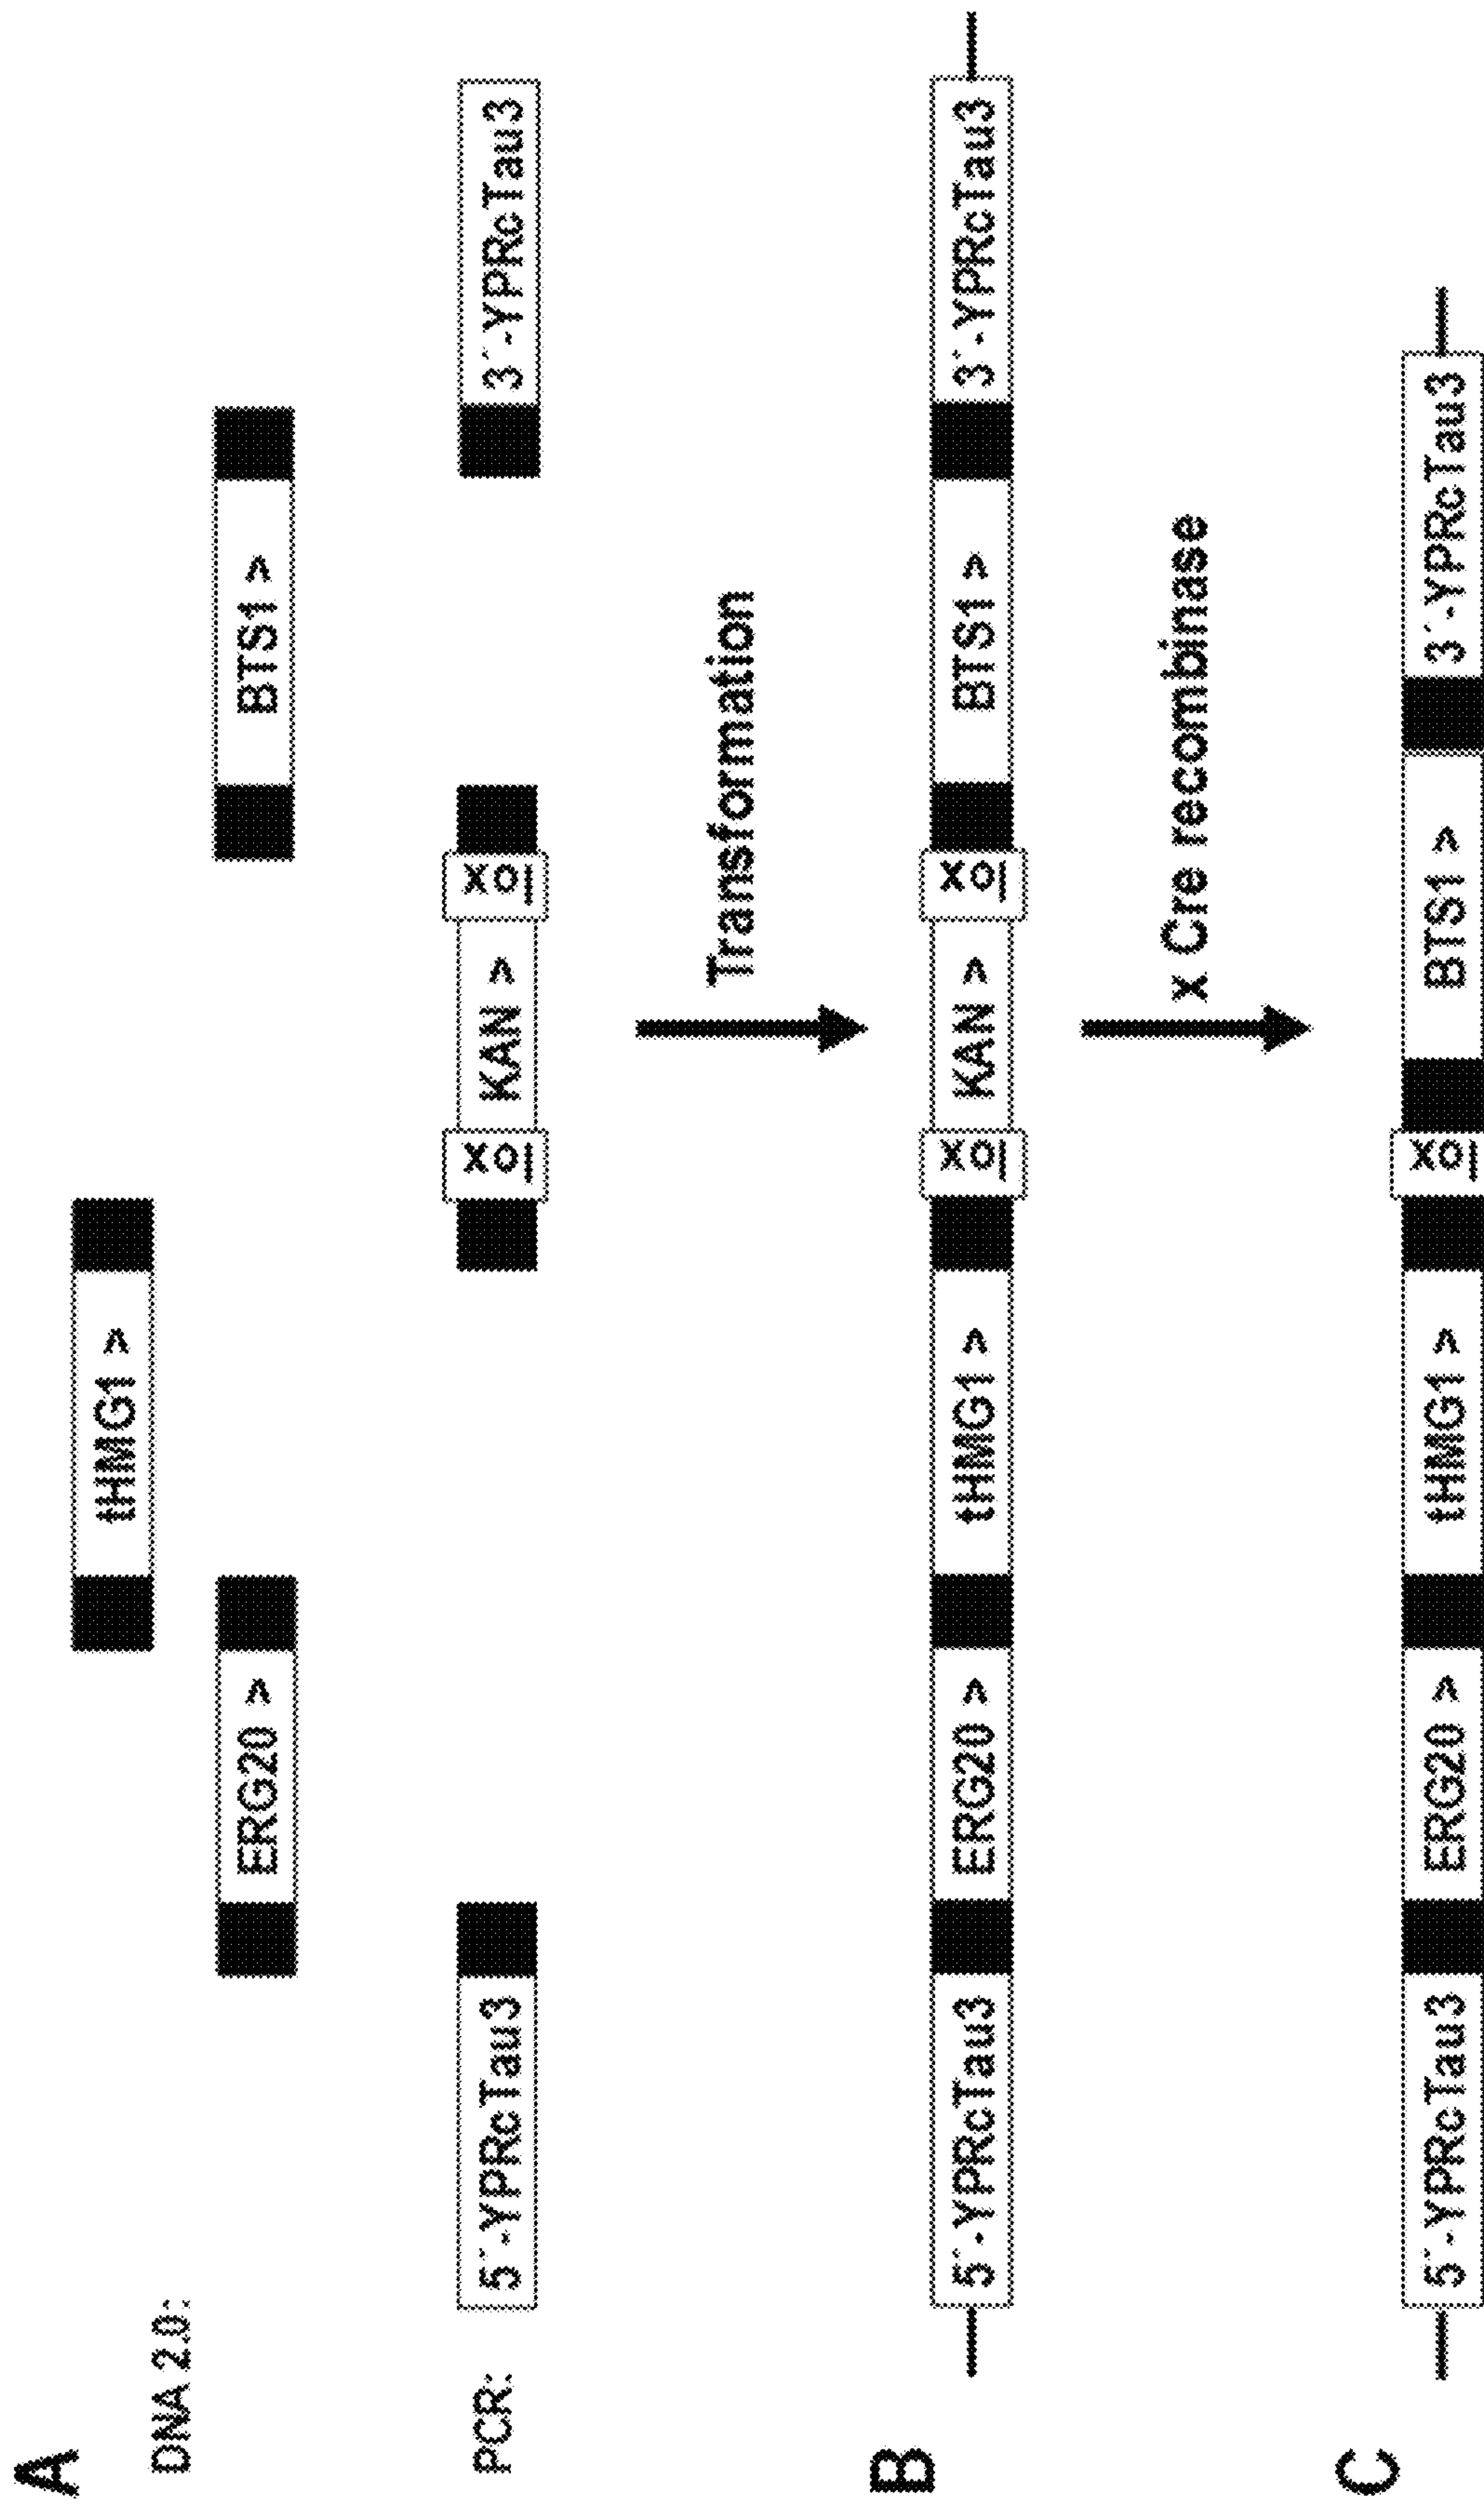 A
DNA 2.0:
tHMG1 >
ERG20 >
BTS1 >
PCR:
5´-YPRcTau3
lox
KAN >
lox
3´-YPRcTau3
Transformation
B
5´-YPRcTau3
ERG20 >
tHMG1 >
lox
KAN >
lox
BTS1 >
3´-YPRcTau3
x Cre recombinase
C
5´-YPRcTau3
ERG20 >
tHMG1 >
lox
BTS1 >
3´-YPRcTau3